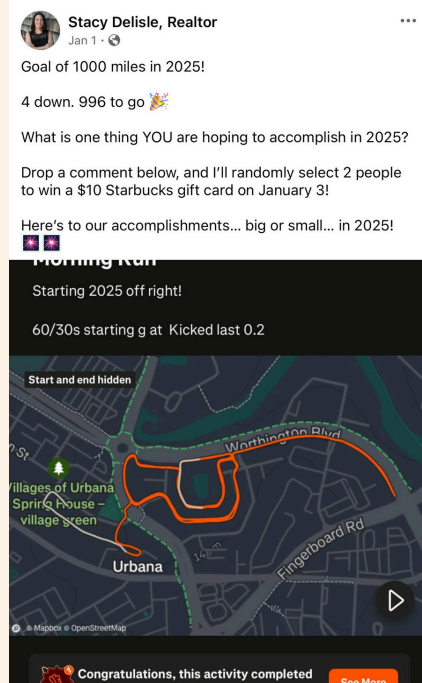 Stacy Delisle, Realtor
Jan 1 ·
Goal of 1000 miles in 2025!
4 down. 996 to go 🎉
What is one thing YOU are hoping to accomplish in 2025?
Drop a comment below, and I'll randomly select 2 people
to win a $10 Starbucks gift card on January 3!
Here's to our accomplishments... big or small... in 2025!
🎆🎆
Morning Run
Starting 2025 off right!
60/30s starting g at Kicked last 0.2
Start and end hidden
Worthington Blvd
n St
Villages of Urbana
Spring House –
village green
Fingerboard Rd
Urbana
© Mapbox © OpenStreetMap
Congratulations, this activity completed
See More